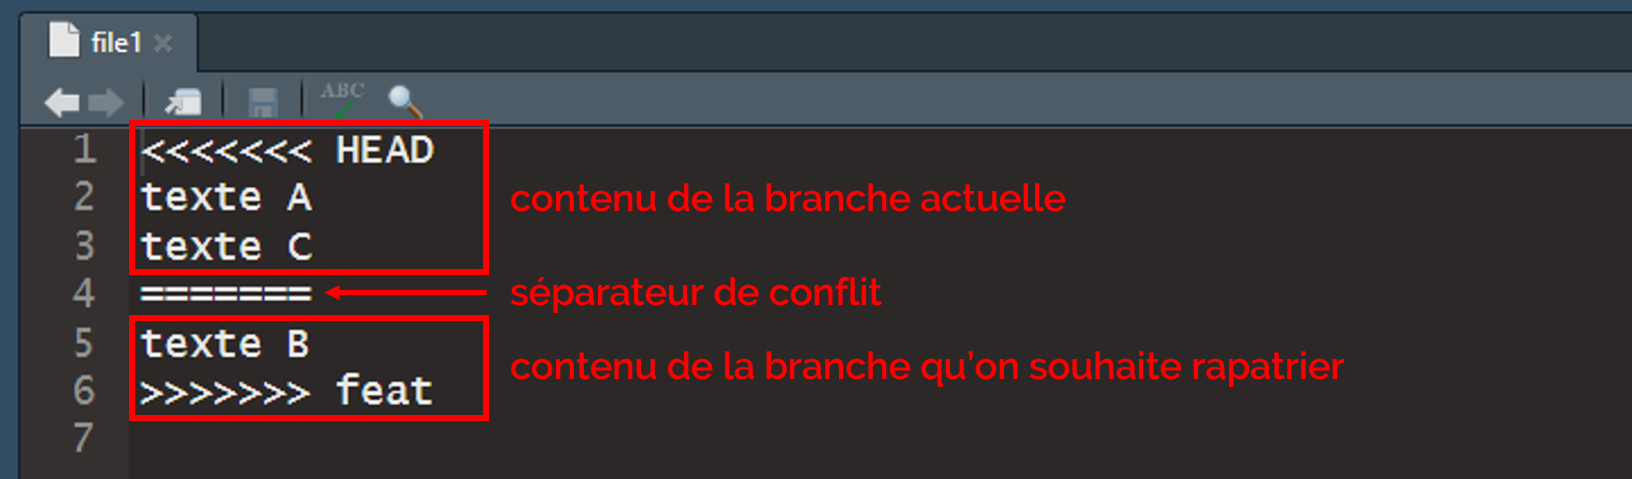 file1
ABC
1 <<<<<<< HEAD
2 texte A
contenu de la branche actuelle
3 texte C
4 =======
séparateur de conflit
5 texte B
contenu de la branche qu'on souhaite rapatrier
6 >>>>>>> feat
7